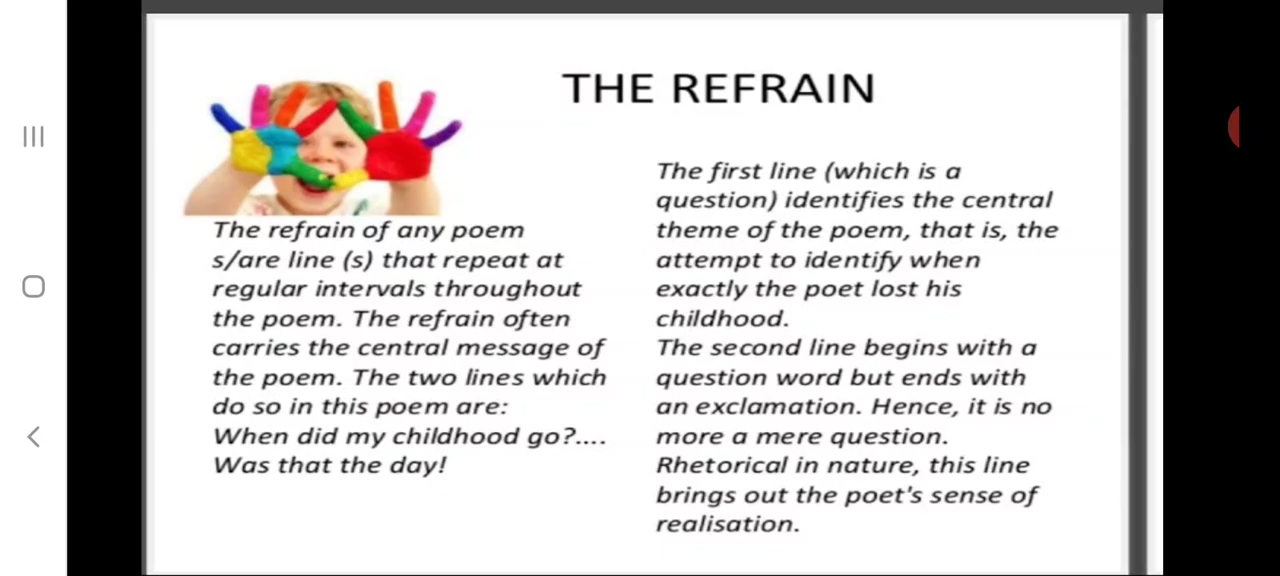 THE REFRAIN
The refrain of any poem
s/are line (s) that repeat at
regular intervals throughout
the poem. The refrain often
carries the central message of
the poem. The two lines which
do so in this poem are:
When did my childhood go?....
Was that the day!
The first line (which is a
question) identifies the central
theme of the poem, that is, the
attempt to identify when
exactly the poet lost his
childhood.
The second line begins with a
question word but ends with
an exclamation. Hence, it is no
more a mere question.
Rhetorical in nature, this line
brings out the poet's sense of
realisation.